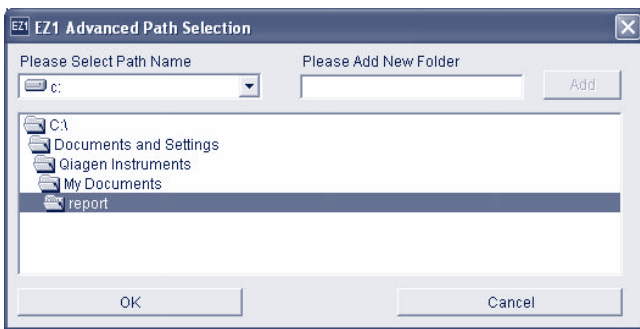 EZ1 EZ1 Advanced Path Selection
Please Select Path Name Please Add New Folder
c: Add
C:\
Documents and Settings
Qiagen Instruments
My Documents
report
OK Cancel